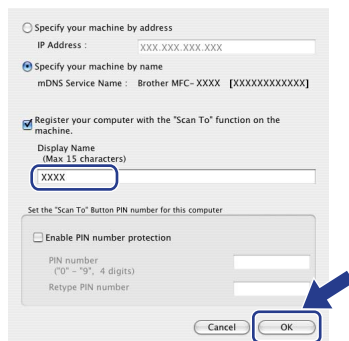 Specify your machine by address
IP Address : XXX.XXX.XXX.XXX
Specify your machine by name
mDNS Service Name : Brother MFC-XXXX [XXXXXXXXXXXX]
Register your computer with the "Scan To" function on the
machine.
Display Name
(Max 15 characters)
XXXX
Set the "Scan To" Button PIN number for this computer
Enable PIN number protection
PIN number
("0" – "9", 4 digits)
Retype PIN number
Cancel OK